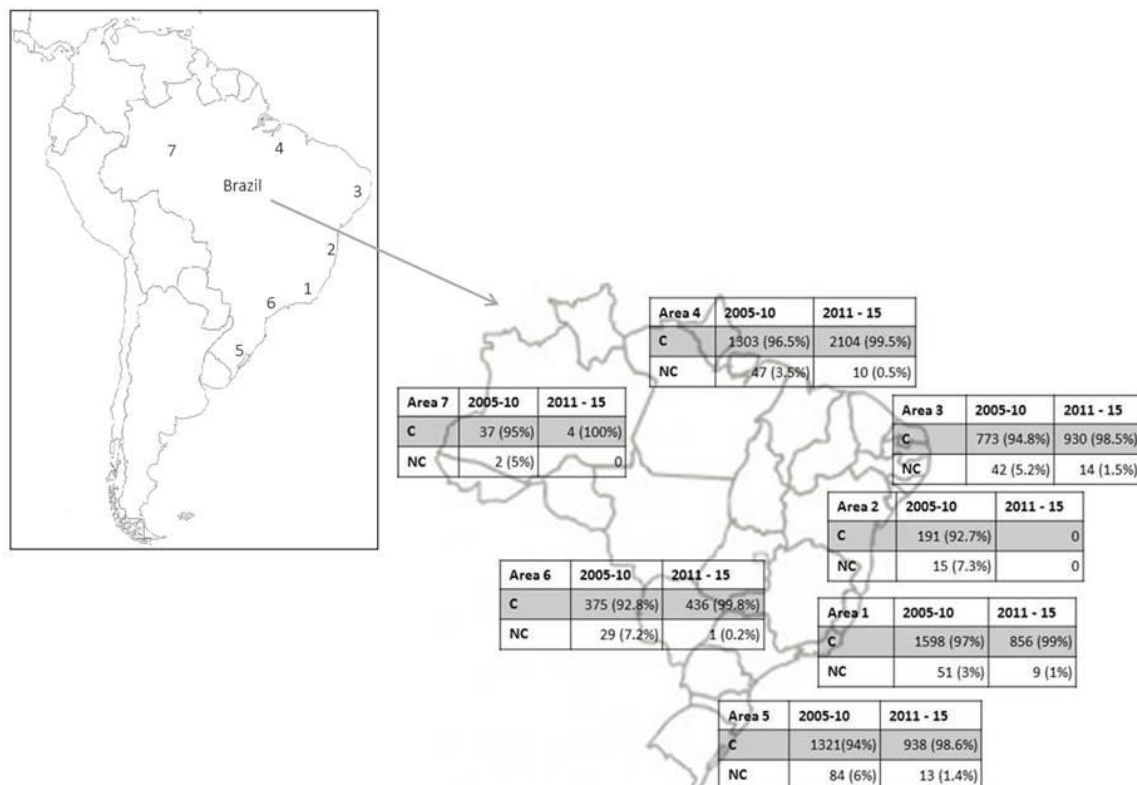 7
4
Brazil
3
2
1
6
5
Area 4 2005-10 2011 - 15
C 1303 (96.5%) 2104 (99.5%)
NC 47 (3.5%) 10 (0.5%)
Area 7 2005-10 2011 - 15
C 37 (95%) 4 (100%)
NC 2 (5%) 0
Area 3 2005-10 2011 - 15
C 773 (94.8%) 930 (98.5%)
NC 42 (5.2%) 14 (1.5%)
Area 2 2005-10 2011 - 15
C 191 (92.7%) 0
NC 15 (7.3%) 0
Area 6 2005-10 2011 - 15
C 375 (92.8%) 436 (99.8%)
NC 29 (7.2%) 1 (0.2%)
Area 1 2005-10 2011 - 15
C 1598 (97%) 856 (99%)
NC 51 (3%) 9 (1%)
Area 5 2005-10 2011 - 15
C 1321(94%) 938 (98.6%)
NC 84 (6%) 13 (1.4%)